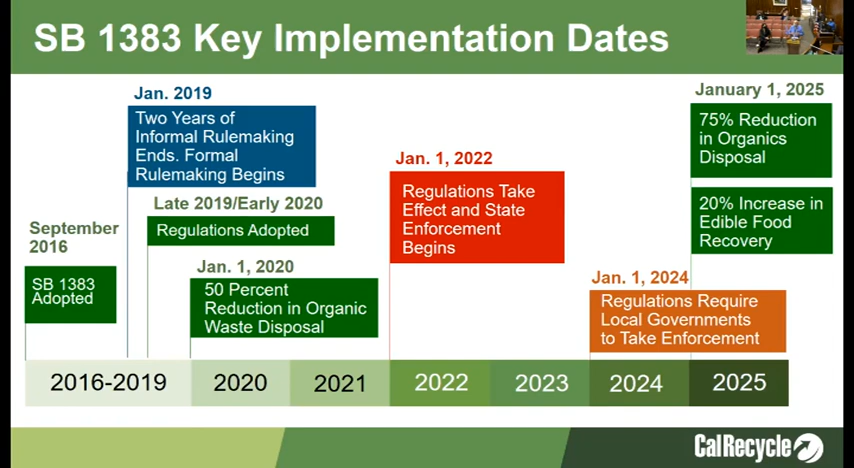 SB 1383 Key Implementation Dates
September
2016
SB 1383
Adopted
Jan. 2019
Two Years of
Informal Rulemaking
Ends. Formal
Rulemaking Begins
Late 2019/Early 2020
Regulations Adopted
Jan. 1, 2020
50 Percent
Reduction in Organic
Waste Disposal
Jan. 1, 2022
Regulations Take
Effect and State
Enforcement
Begins
Jan. 1, 2024
Regulations Require
Local Governments
to Take Enforcement
January 1, 2025
75% Reduction
in Organics
Disposal
20% Increase in
Edible Food
Recovery
2016-2019 2020 2021 2022 2023 2024 2025
CalRecycle